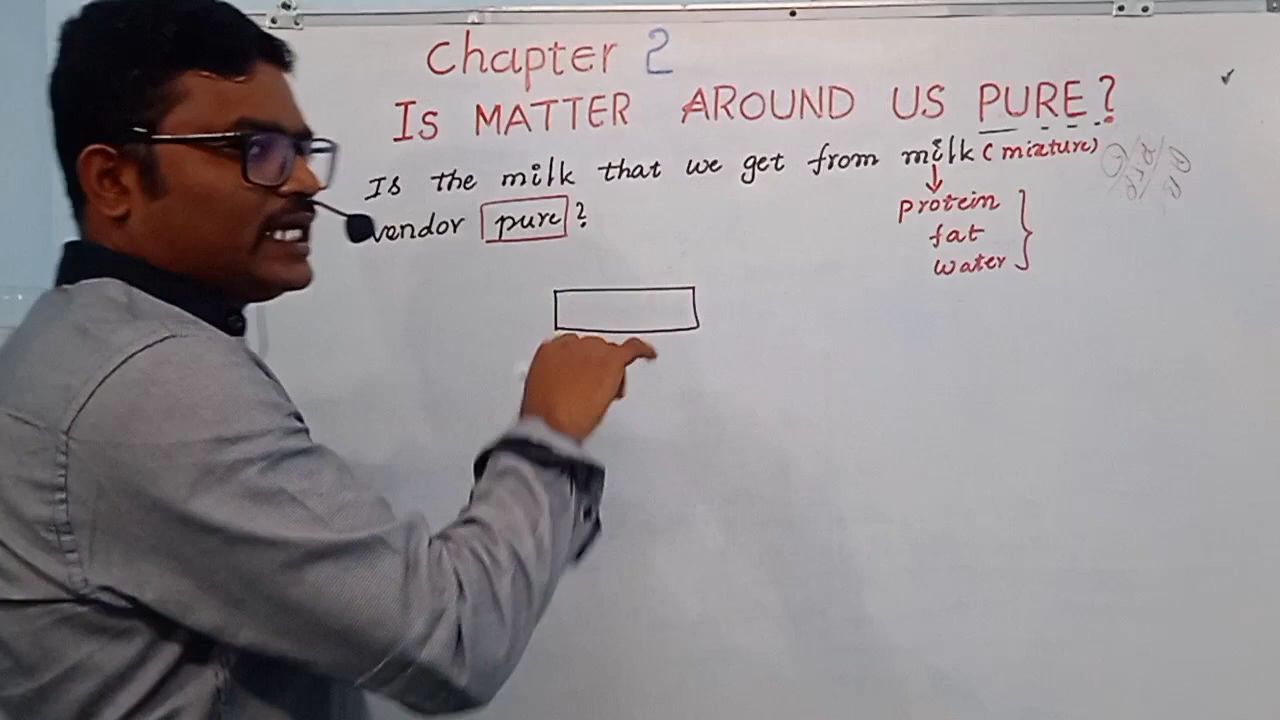 Chapter 2
Is MATTER AROUND US PURE?
Is the milk that we get from milk (mixture)
vendor pure?
protein
fat
water